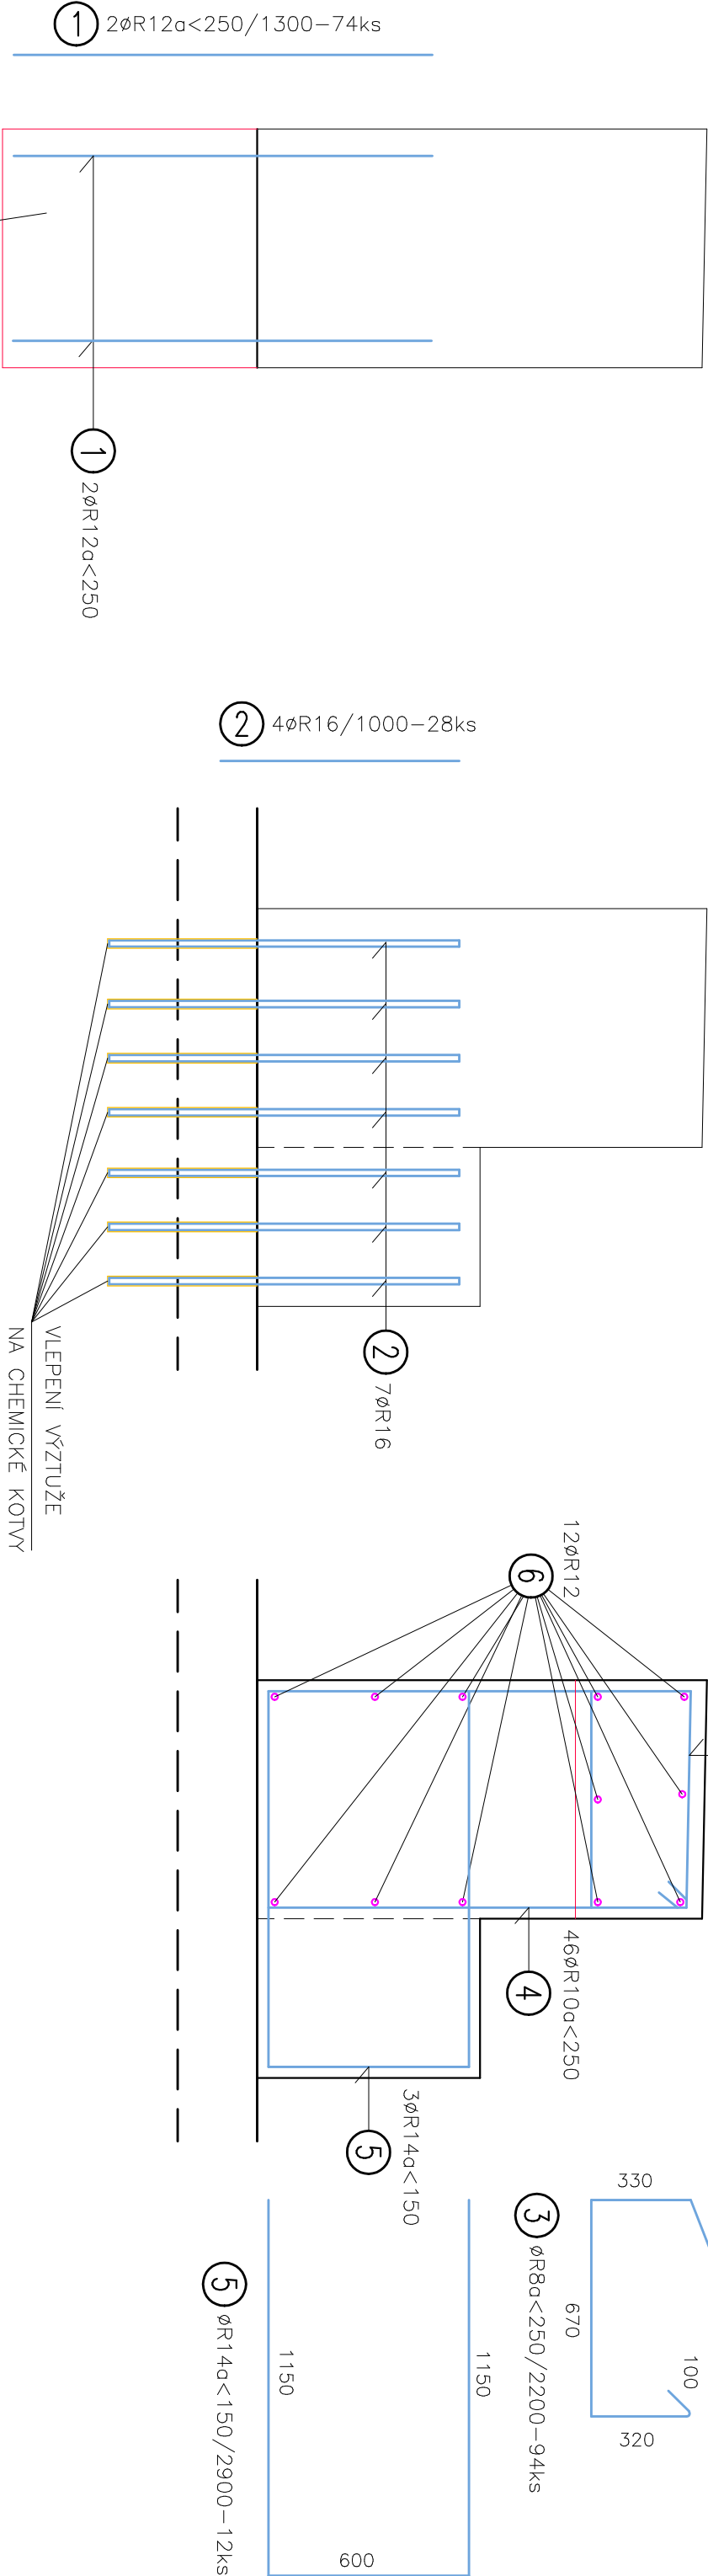 1 2øR12a<250/1300-74ks
1 2øR12a<250
2 4øR16/1000-28ks
2 7øR16
VLEPENÍ VÝZTUŽE
NA CHEMICKÉ KOTVY
12øR12
6
4
46øR10a<250
5
3øR14a<150
330
3 øR8a<250/2200-94ks
670
100
320
5 øR14a<150/2900-12ks
1150
1150
600